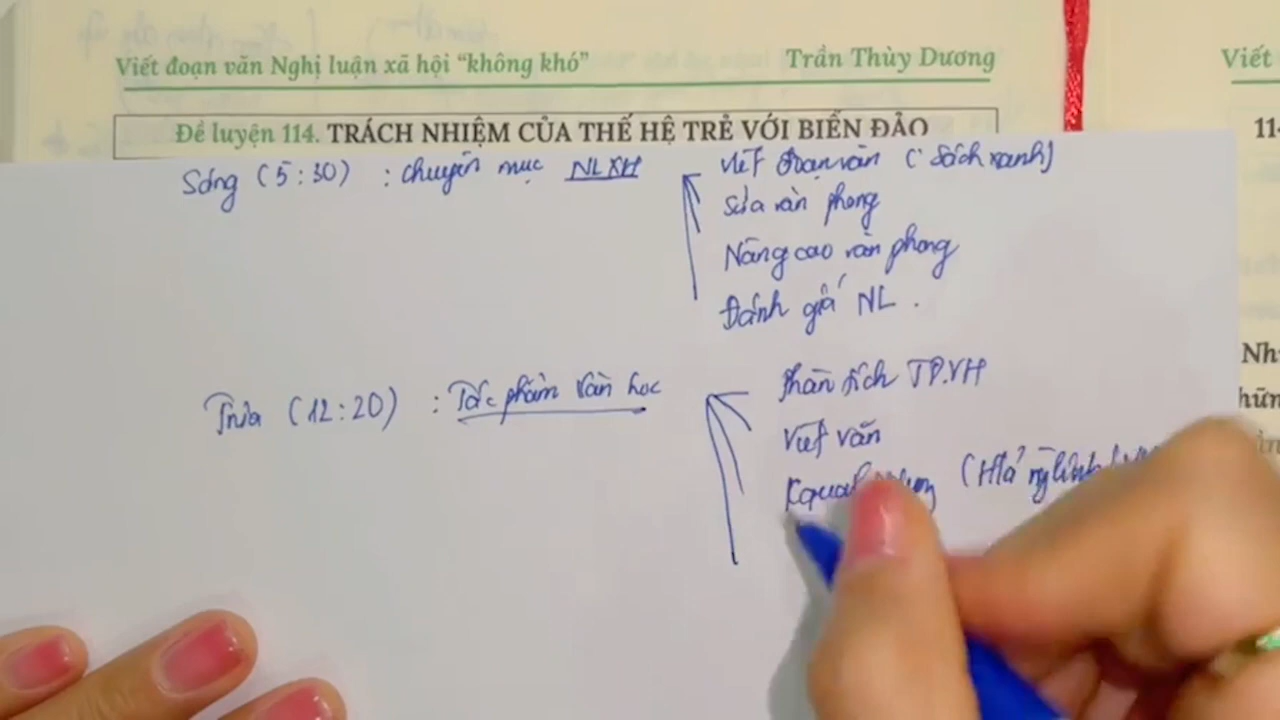 Viết đoạn văn Nghị luận xã hội “không khó”
Trần Thùy Dương
Viết
Đề luyện 114. TRÁCH NHIỆM CỦA THẾ HỆ TRẺ VỚI BIỂN ĐẢO
11
Sáng (5:30) : chuyên mục NLXH
Viết đoạn văn (Sách xanh)
Sửa văn phong
Nâng cao văn phong
Đánh giá NL.
Trưa (12:20) : Tác phẩm văn học
Phân tích TP.VH
Viết văn
Kquát
Nh
hữn